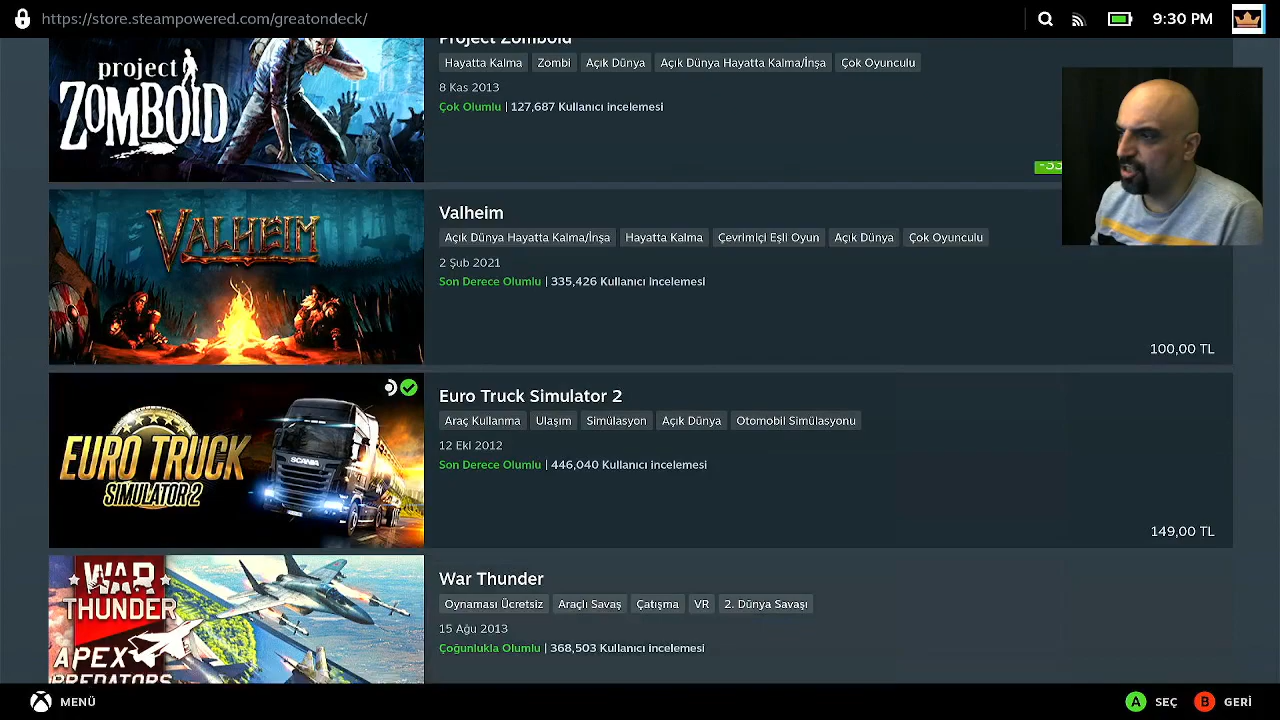 https://store.steampowered.com/greatondeck/
9:30 PM
Project Zomboid
project
ZOMBOID
Hayatta Kalma
Zombi
Açık Dünya
Açık Dünya Hayatta Kalma/İnşa
Çok Oyunculu
8 Kas 2013
Çok Olumlu | 127,687 Kullanıcı incelemesi
VALHEIM
Valheim
Açık Dünya Hayatta Kalma/İnşa
Hayatta Kalma
Çevrimiçi Eşli Oyun
Açık Dünya
Çok Oyunculu
2 Şub 2021
Son Derece Olumlu | 335,426 Kullanıcı incelemesi
100,00 TL
EURO TRUCK
SIMULATOR 2
SCANIA
Euro Truck Simulator 2
Araç Kullanma
Ulaşım
Simülasyon
Açık Dünya
Otomobil Simülasyonu
12 Eki 2012
Son Derece Olumlu | 446,040 Kullanıcı incelemesi
149,00 TL
WAR
THUNDER
APEX
PREDATORS
War Thunder
Oynaması Ücretsiz
Araçlı Savaş
Çatışma
VR
2. Dünya Savaşı
15 Ağu 2013
Çoğunlukla Olumlu | 368,503 Kullanıcı incelemesi
MENÜ
A SEÇ
B GERİ